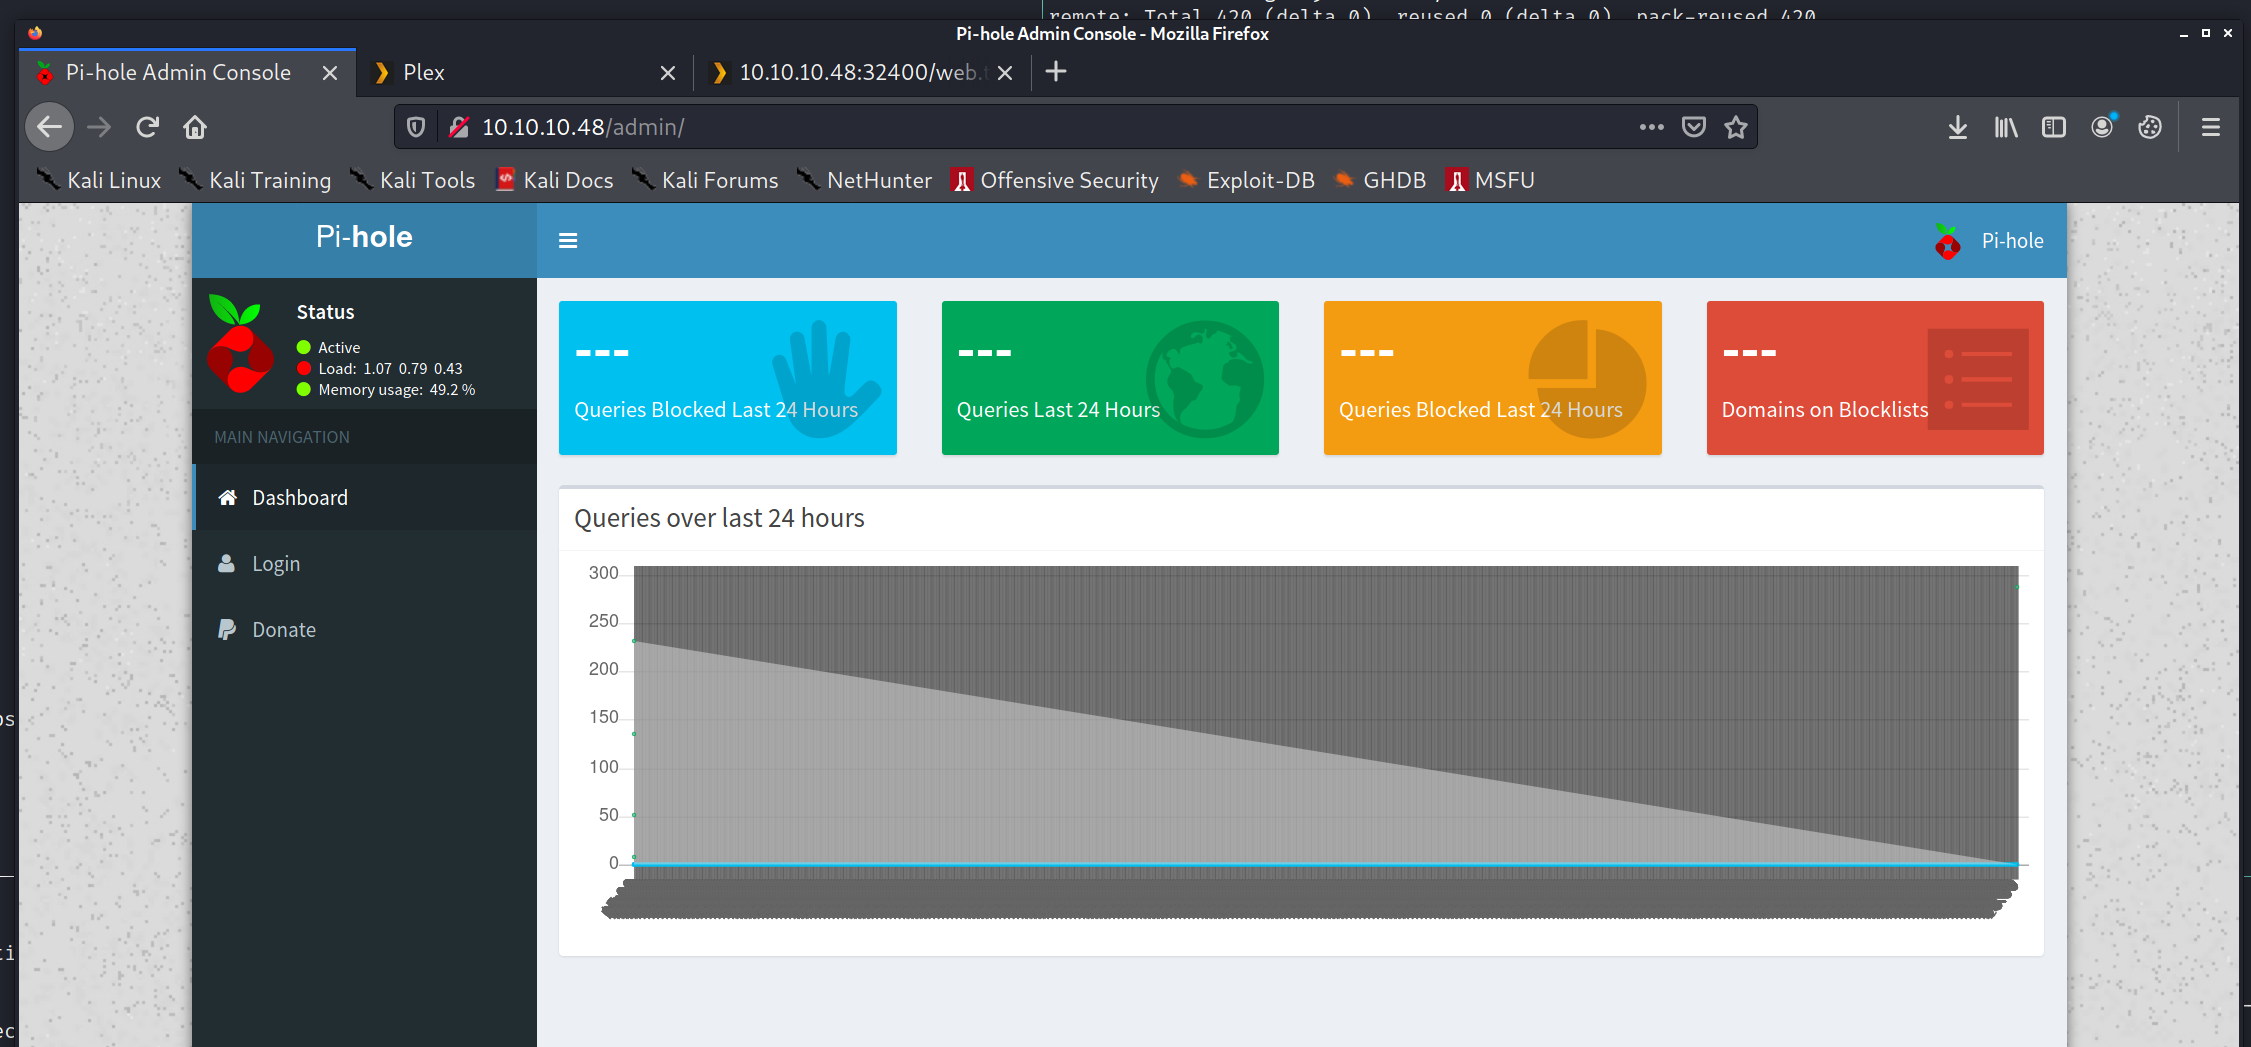 remote: Total 420 (delta 0), reused 0 (delta 0), pack-reused 420
Pi-hole Admin Console - Mozilla Firefox
Pi-hole Admin Console
Plex
10.10.10.48:32400/web.
10.10.10.48/admin/
Kali Linux
Kali Training
Kali Tools
Kali Docs
Kali Forums
NetHunter
Offensive Security
Exploit-DB
GHDB
MSFU
Pi-hole
Pi-hole
Status
Active
Load: 1.07 0.79 0.43
Memory usage: 49.2 %
MAIN NAVIGATION
Dashboard
Login
Donate
---
Queries Blocked Last 24 Hours
---
Queries Last 24 Hours
---
Queries Blocked Last 24 Hours
---
Domains on Blocklists
Queries over last 24 hours
300
250
200
150
100
50
0
os
ti
ec